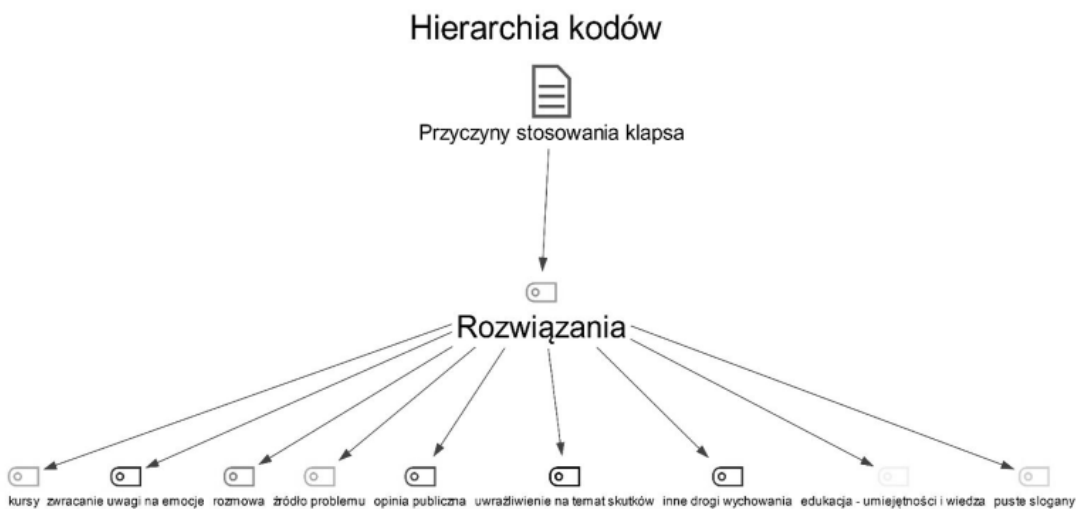 Hierarchia kodów
Przyczyny stosowania klapsa
Rozwiązania
kursy zwracanie uwagi na emocje rozmowa źródło problemu opinia publiczna uwrażliwienie na temat skutków inne drogi wychowania edukacja - umiejętności i wiedza puste slogany